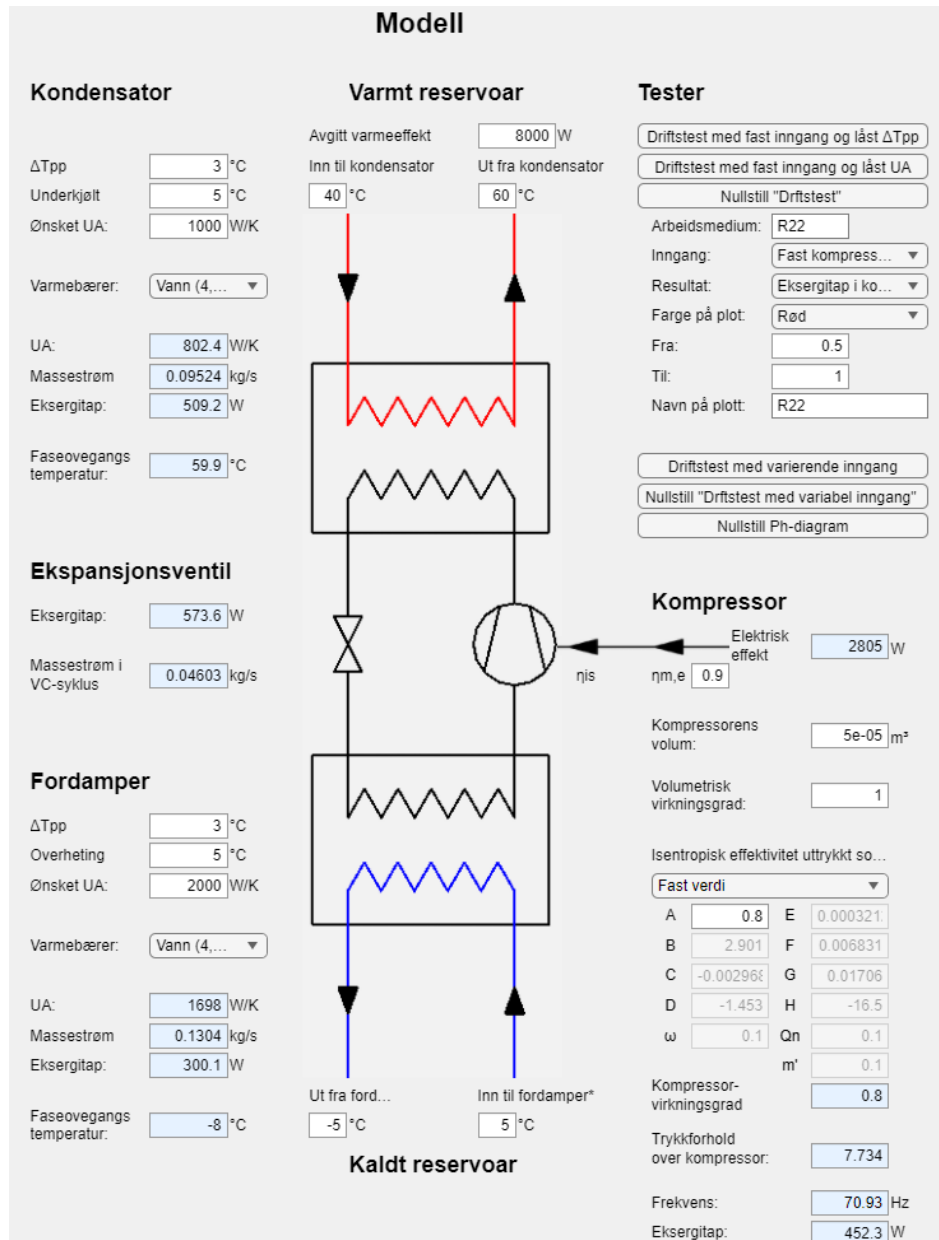 Modell
Kondensator
ΔTpp 3 °C
Underkjølt 5 °C
Ønsket UA: 1000 W/K
Varmebærer: Vann (4,...
UA: 802.4 W/K
Massestrøm 0.09524 kg/s
Eksergitap: 509.2 W
Faseovegangs
temperatur: 59.9 °C
Varmt reservoar
Avgitt varmeeffekt 8000 W
Inn til kondensator Ut fra kondensator
40 °C 60 °C
Tester
Driftstest med fast inngang og låst ΔTpp
Driftstest med fast inngang og låst UA
Nullstill "Drftstest"
Arbeidsmedium: R22
Inngang: Fast kompress...
Resultat: Eksergitap i ko...
Farge på plot: Rød
Fra: 0.5
Til: 1
Navn på plott: R22
Driftstest med varierende inngang
Nullstill "Drftstest med variabel inngang"
Nullstill Ph-diagram
Ekspansjonsventil
Eksergitap: 573.6 W
Massestrøm i
VC-syklus 0.04603 kg/s
Kompressor
Elektrisk
effekt 2805 W
ηis ηm,e 0.9
Kompressorens
volum: 5e-05 m³
Volumetrisk
virkningsgrad: 1
Isentropisk effektivitet uttrykkt so...
Fast verdi
A 0.8 E 0.000321
B 2.901 F 0.006831
C -0.002968 G 0.01706
D -1.453 H -16.5
ω 0.1 Qn 0.1
m' 0.1
Kompressor-
virkningsgrad 0.8
Trykkforhold
over kompressor: 7.734
Frekvens: 70.93 Hz
Eksergitap: 452.3 W
Fordamper
ΔTpp 3 °C
Overheting 5 °C
Ønsket UA: 2000 W/K
Varmebærer: Vann (4,...
UA: 1698 W/K
Massestrøm 0.1304 kg/s
Eksergitap: 300.1 W
Faseovegangs
temperatur: -8 °C
Ut fra ford... Inn til fordamper*
-5 °C 5 °C
Kaldt reservoar